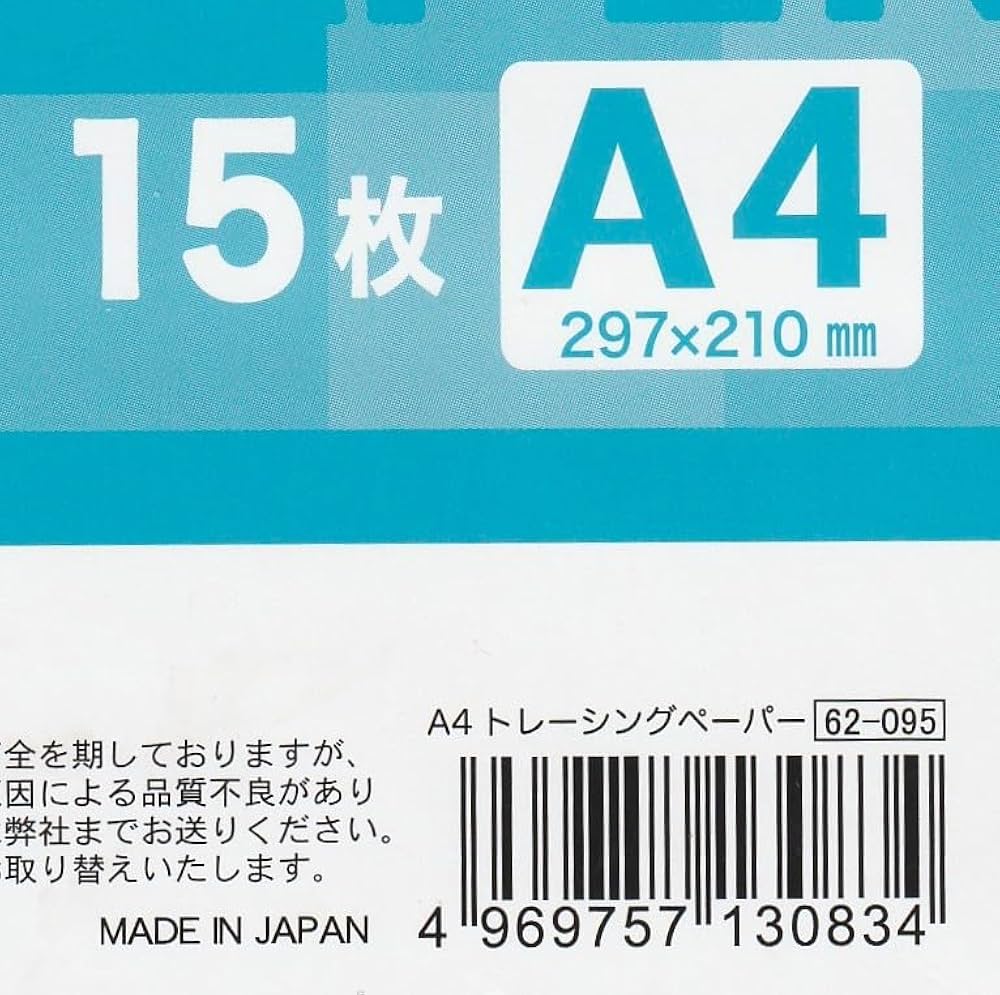 15枚
A4
297×210 ㎜
A4 トレーシングペーパー 62-095
全を期しておりますが、
因による品質不良があり
弊社までお送りください。
取り替えいたします。
MADE IN JAPAN
4 969757 130834